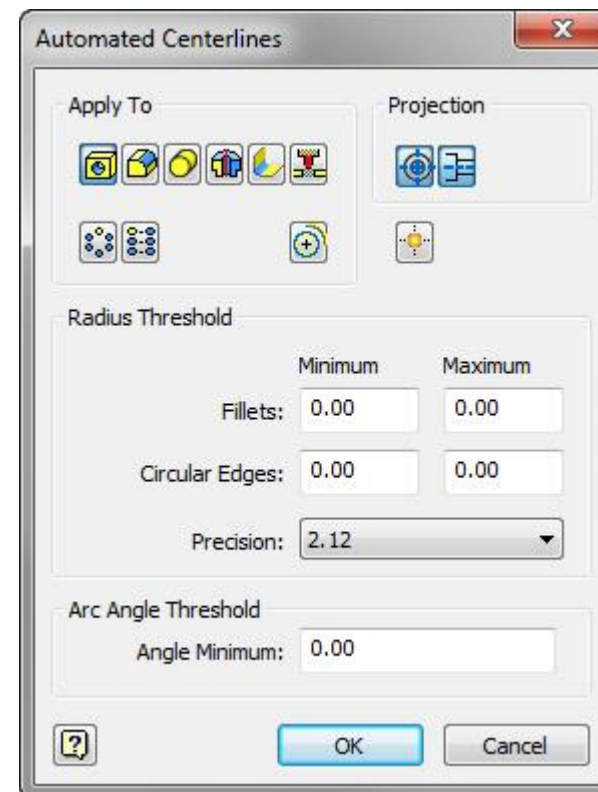 Automated Centerlines
Apply To
Projection
Radius Threshold
Minimum Maximum
Fillets: 0.00 0.00
Circular Edges: 0.00 0.00
Precision: 2.12
Arc Angle Threshold
Angle Minimum: 0.00
OK Cancel